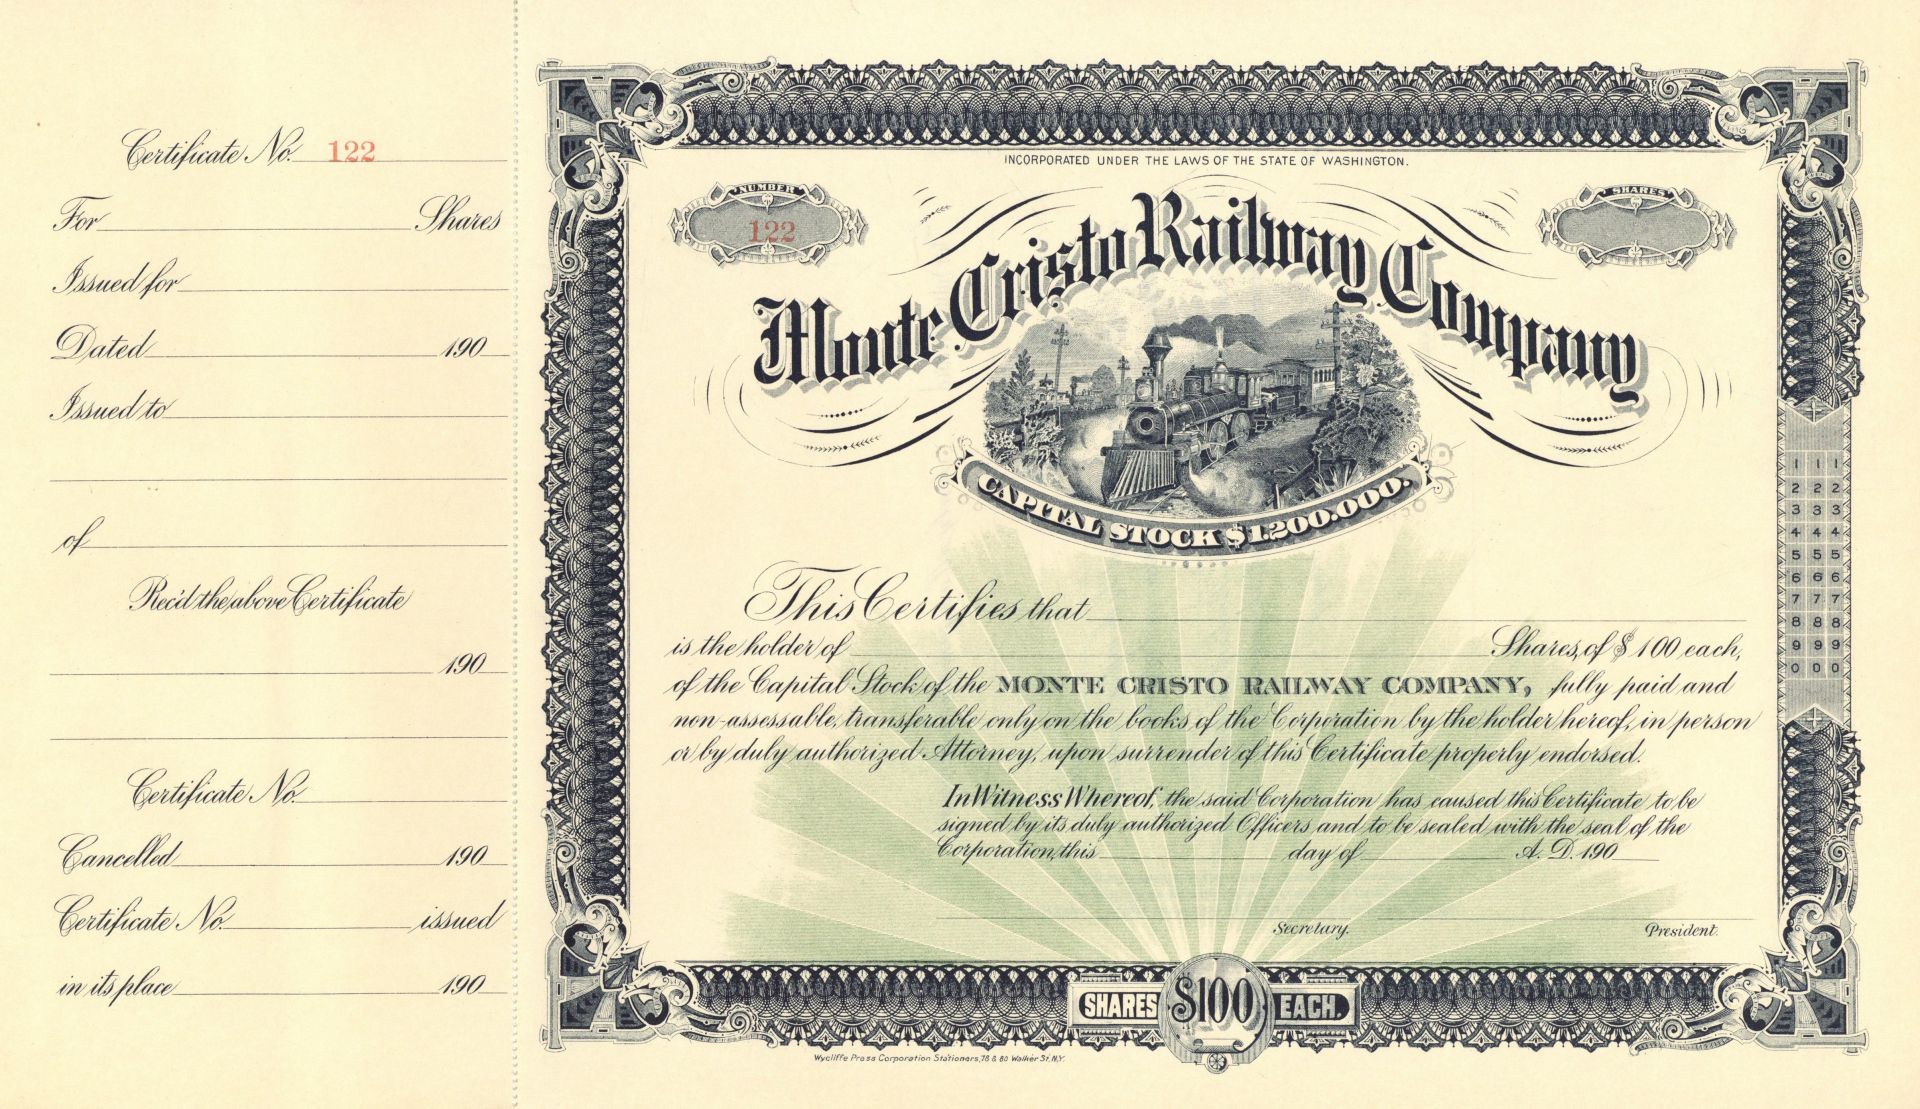 Certificate No. 122
For Shares
Issued for
Dated 190
Issued to
of
Rec'd the above Certificate
190
Certificate No.
Cancelled 190
Certificate No. issued
in its place 190
INCORPORATED UNDER THE LAWS OF THE STATE OF WASHINGTON.
NUMBER
122
SHARES
Monte Cristo Railway Company
CAPITAL STOCK $1,200,000.
This Certifies that
is the holder of Shares, of $100 each,
of the Capital Stock of the MONTE CRISTO RAILWAY COMPANY, fully paid and
non-assessable, transferable only on the books of the Corporation by the holder hereof, in person
or by duly authorized Attorney, upon surrender of this Certificate properly endorsed.
In Witness Whereof, the said Corporation has caused this Certificate to be
signed by its duly authorized Officers and to be sealed with the seal of the
Corporation, this day of A. D. 190
Secretary. President.
1 1 1
2 2 2
3 3 3
4 4 4
5 5 5
6 6 6
7 7 7
8 8 8
9 9 9
0 0 0
SHARES $100 EACH.
Wycliffe Press Corporation Stationers, 78 & 80 Walker St. N.Y.